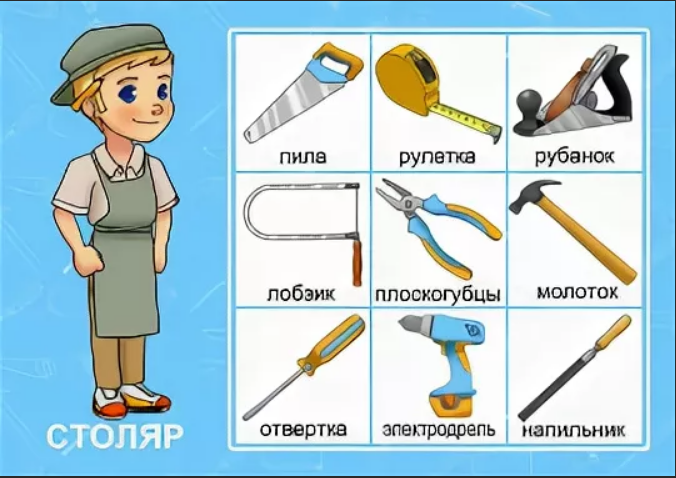 пила
рулетка
рубанок
лобзик
плоскогубцы
молоток
отвертка
электродрель
напильник
СТОЛЯР